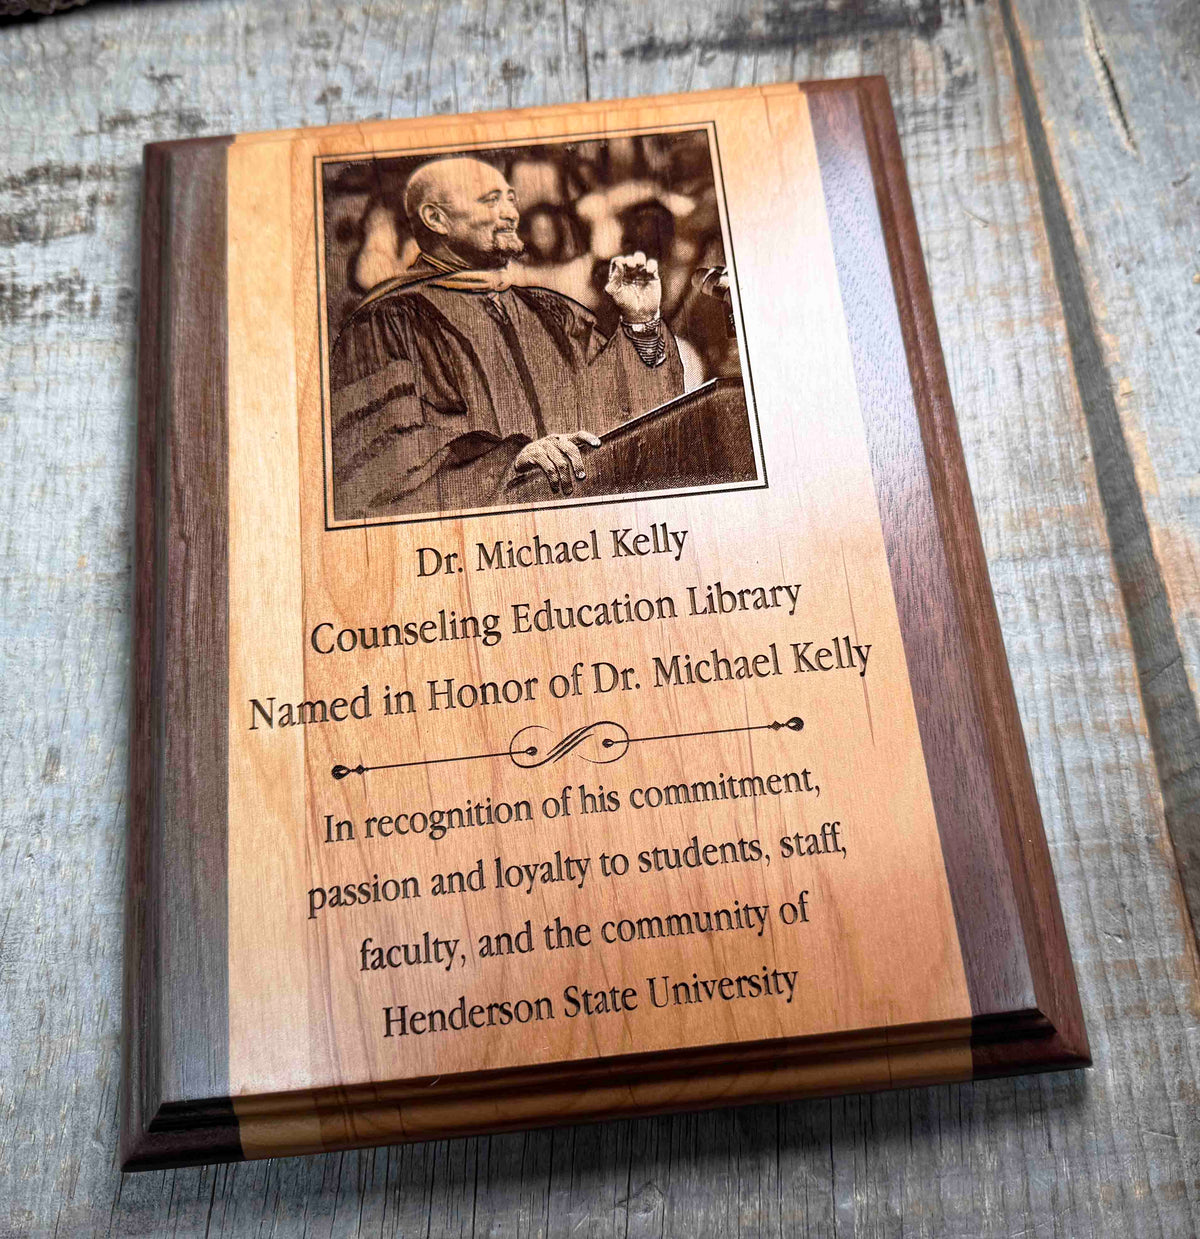 Dr. Michael Kelly
Counseling Education Library
Named in Honor of Dr. Michael Kelly
In recognition of his commitment,
passion and loyalty to students, staff,
faculty, and the community of
Henderson State University